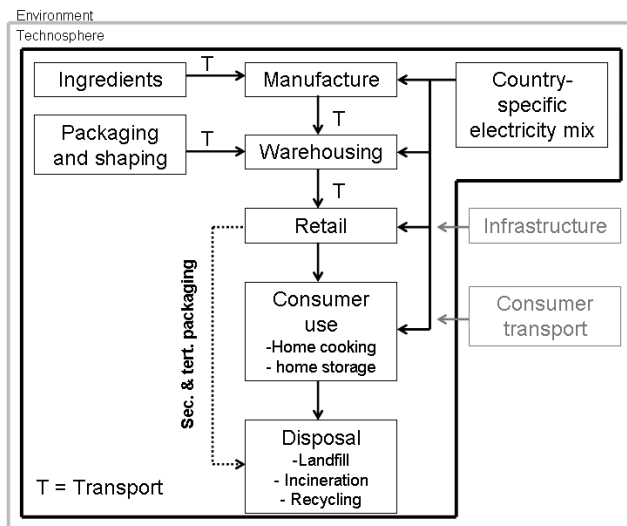 Environment
Technosphere
Ingredients
T
Manufacture
Country-
specific
electricity mix
T
Packaging
and shaping
T
Warehousing
T
Retail
Infrastructure
Sec. & tert. packaging
Consumer
use
-Home cooking
- home storage
Consumer
transport
Disposal
-Landfill
- Incineration
- Recycling
T = Transport